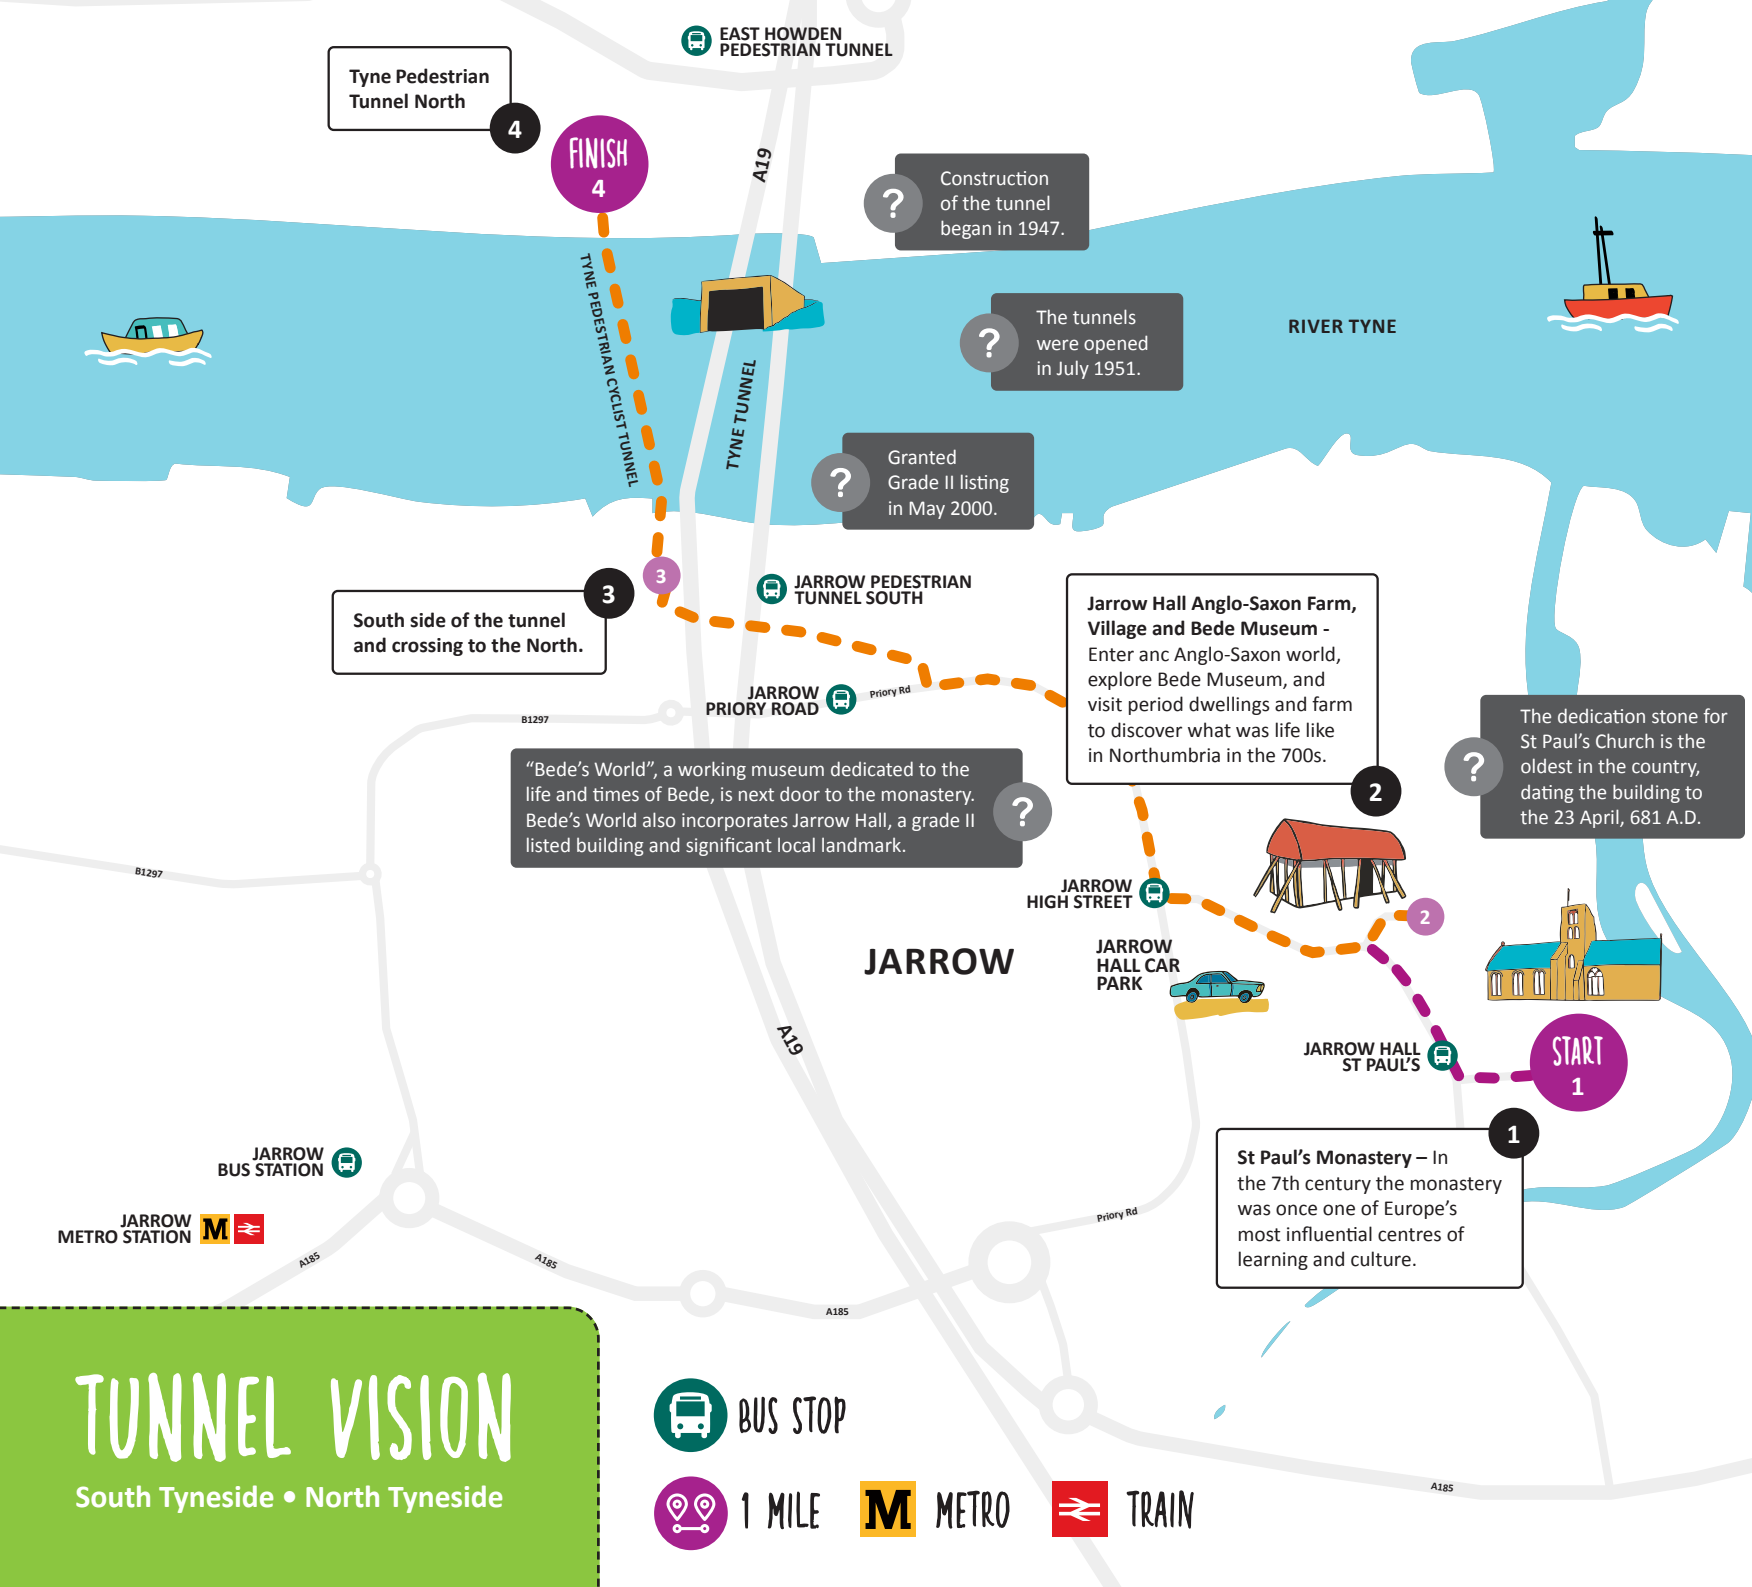 EAST HOWDEN
PEDESTRIAN TUNNEL
Tyne Pedestrian
Tunnel North
4
FINISH
4
A19
?
Construction
of the tunnel
began in 1947.
TYNE PEDESTRIAN CYCLIST TUNNEL
?
The tunnels
were opened
in July 1951.
RIVER TYNE
TYNE TUNNEL
?
Granted
Grade II listing
in May 2000.
3
3
South side of the tunnel
and crossing to the North.
JARROW PEDESTRIAN
TUNNEL SOUTH
Jarrow Hall Anglo-Saxon Farm,
Village and Bede Museum -
Enter anc Anglo-Saxon world,
explore Bede Museum, and
visit period dwellings and farm
to discover what was life like
in Northumbria in the 700s.
2
JARROW
PRIORY ROAD
Priory Rd
B1297
?
The dedication stone for
St Paul's Church is the
oldest in the country,
dating the building to
the 23 April, 681 A.D.
“Bede's World”, a working museum dedicated to the
life and times of Bede, is next door to the monastery.
Bede's World also incorporates Jarrow Hall, a grade II
listed building and significant local landmark.
?
B1297
JARROW
HIGH STREET
2
JARROW
JARROW
HALL CAR
PARK
A19
JARROW HALL
ST PAUL'S
START
1
1
St Paul's Monastery – In
the 7th century the monastery
was once one of Europe's
most influential centres of
learning and culture.
JARROW
BUS STATION
JARROW
METRO STATION
M
Priory Rd
A185
A185
A185
TUNNEL VISION
South Tyneside • North Tyneside
BUS STOP
1 MILE
M
METRO
TRAIN
A185